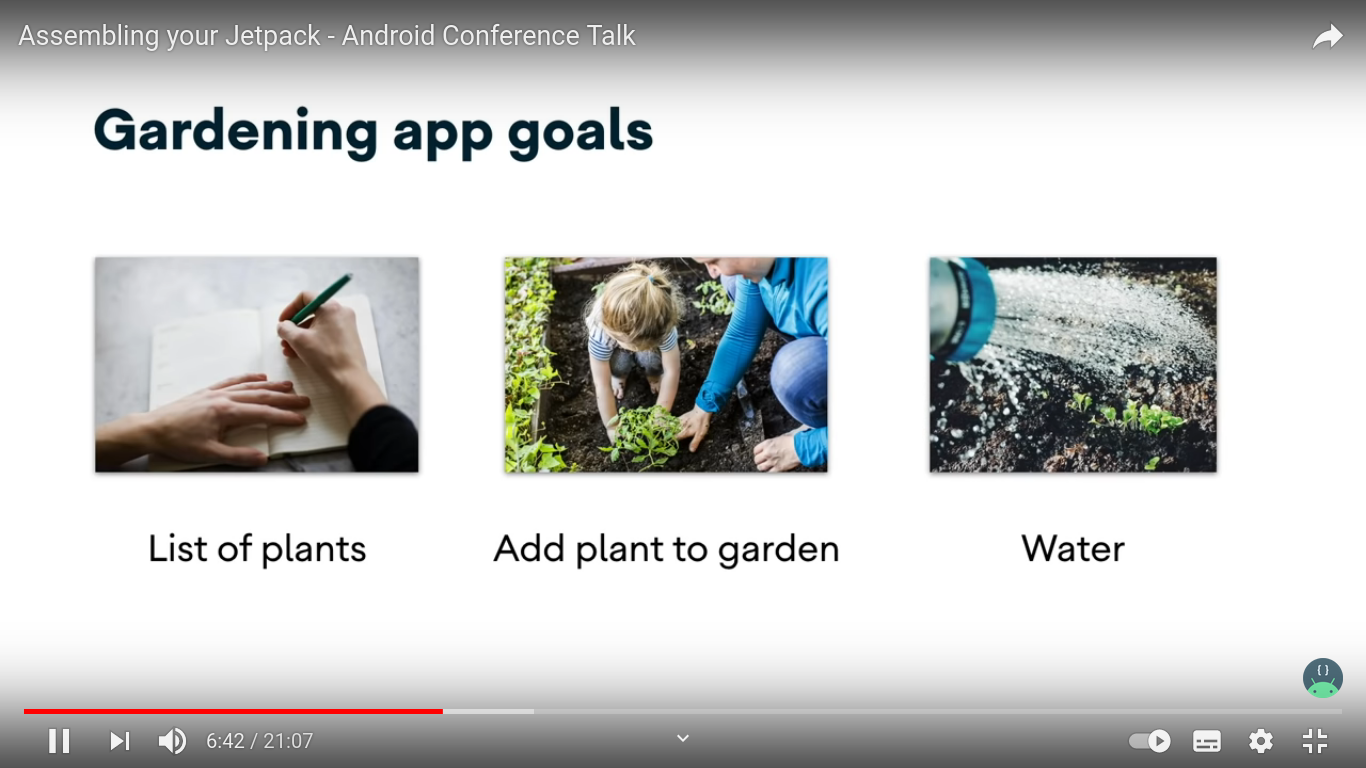 Assembling your Jetpack - Android Conference Talk
Gardening app goals
List of plants
Add plant to garden
Water
{ }
6:42 / 21:07